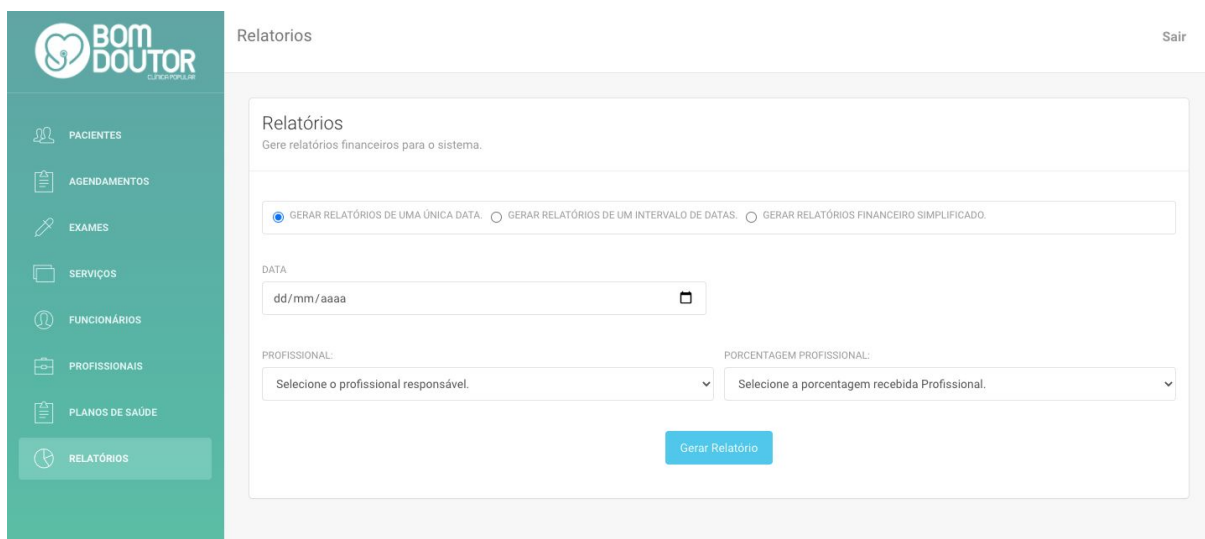 BOM
DOUTOR
CLÍNICA POPULAR
PACIENTES
AGENDAMENTOS
EXAMES
SERVIÇOS
FUNCIONÁRIOS
PROFISSIONAIS
PLANOS DE SAÚDE
RELATÓRIOS
Relatorios
Sair
Relatórios
Gere relatórios financeiros para o sistema.
GERAR RELATÓRIOS DE UMA ÚNICA DATA. GERAR RELATÓRIOS DE UM INTERVALO DE DATAS. GERAR RELATÓRIOS FINANCEIRO SIMPLIFICADO.
DATA
dd/mm/aaaa
PROFISSIONAL: PORCENTAGEM PROFISSIONAL:
Selecione o profissional responsável. Selecione a porcentagem recebida Profissional.
Gerar Relatório